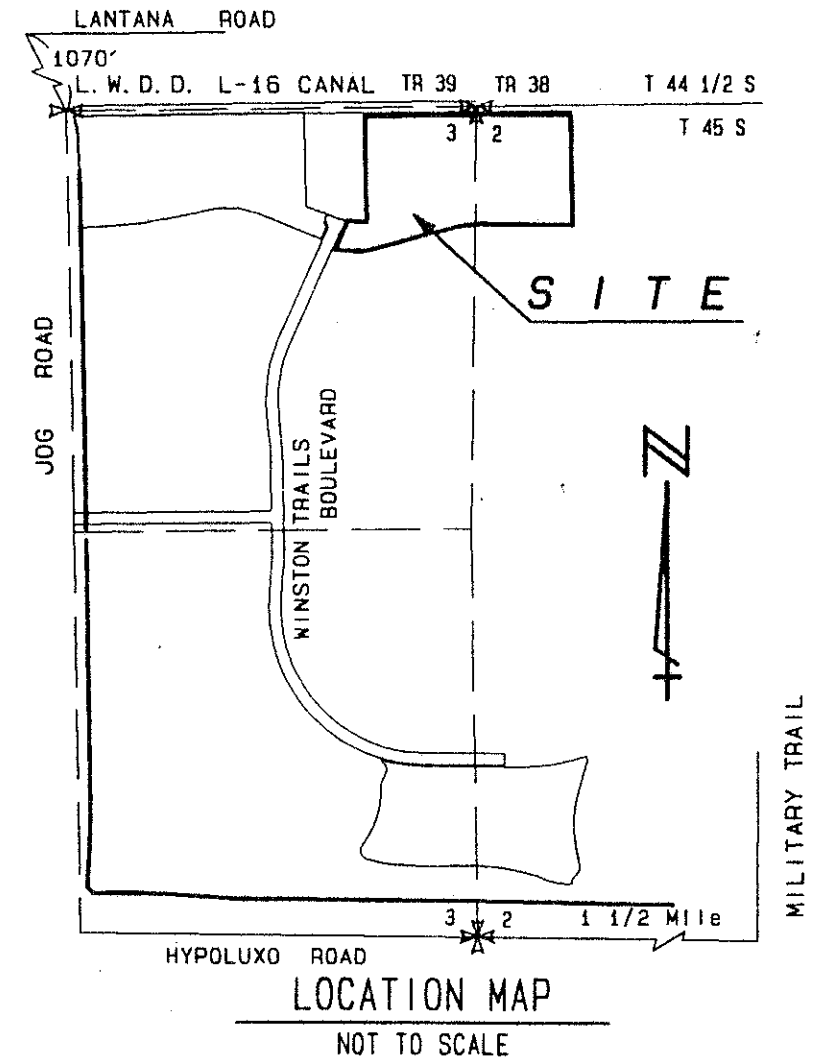 LANTANA ROAD
1070'
L. W. D. D. L-16 CANAL TR 39 TR 38 T 44 1/2 S
3 2 T 45 S
SITE
JOG ROAD
WINSTON TRAILS
BOULEVARD
N
MILITARY TRAIL
3 2 1 1/2 Mile
HYPOLUXO ROAD
LOCATION MAP
NOT TO SCALE